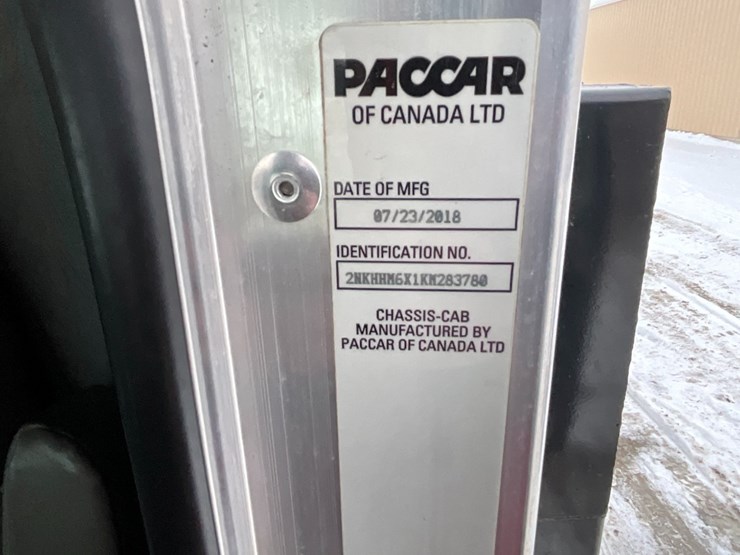 PACCAR
OF CANADA LTD
DATE OF MFG
07/23/2018
IDENTIFICATION NO.
2NKHHM6X1KM283780
CHASSIS-CAB
MANUFACTURED BY
PACCAR OF CANADA LTD